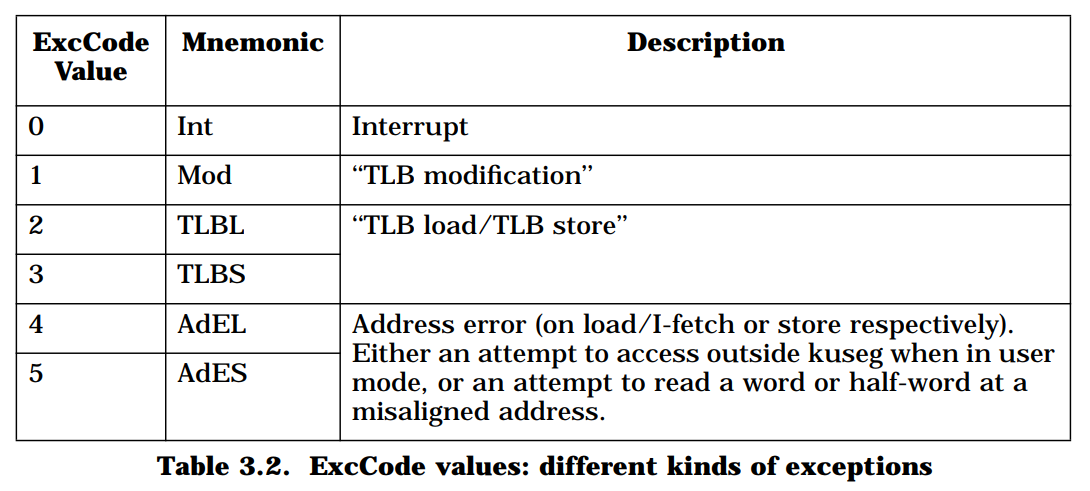 ExcCode Value Mnemonic Description
0 Int Interrupt
1 Mod “TLB modification”
2 TLBL “TLB load/TLB store”
3 TLBS
4 AdEL Address error (on load/I-fetch or store respectively).
Either an attempt to access outside kuseg when in user
5 AdES mode, or an attempt to read a word or half-word at a
misaligned address.
Table 3.2. ExcCode values: different kinds of exceptions